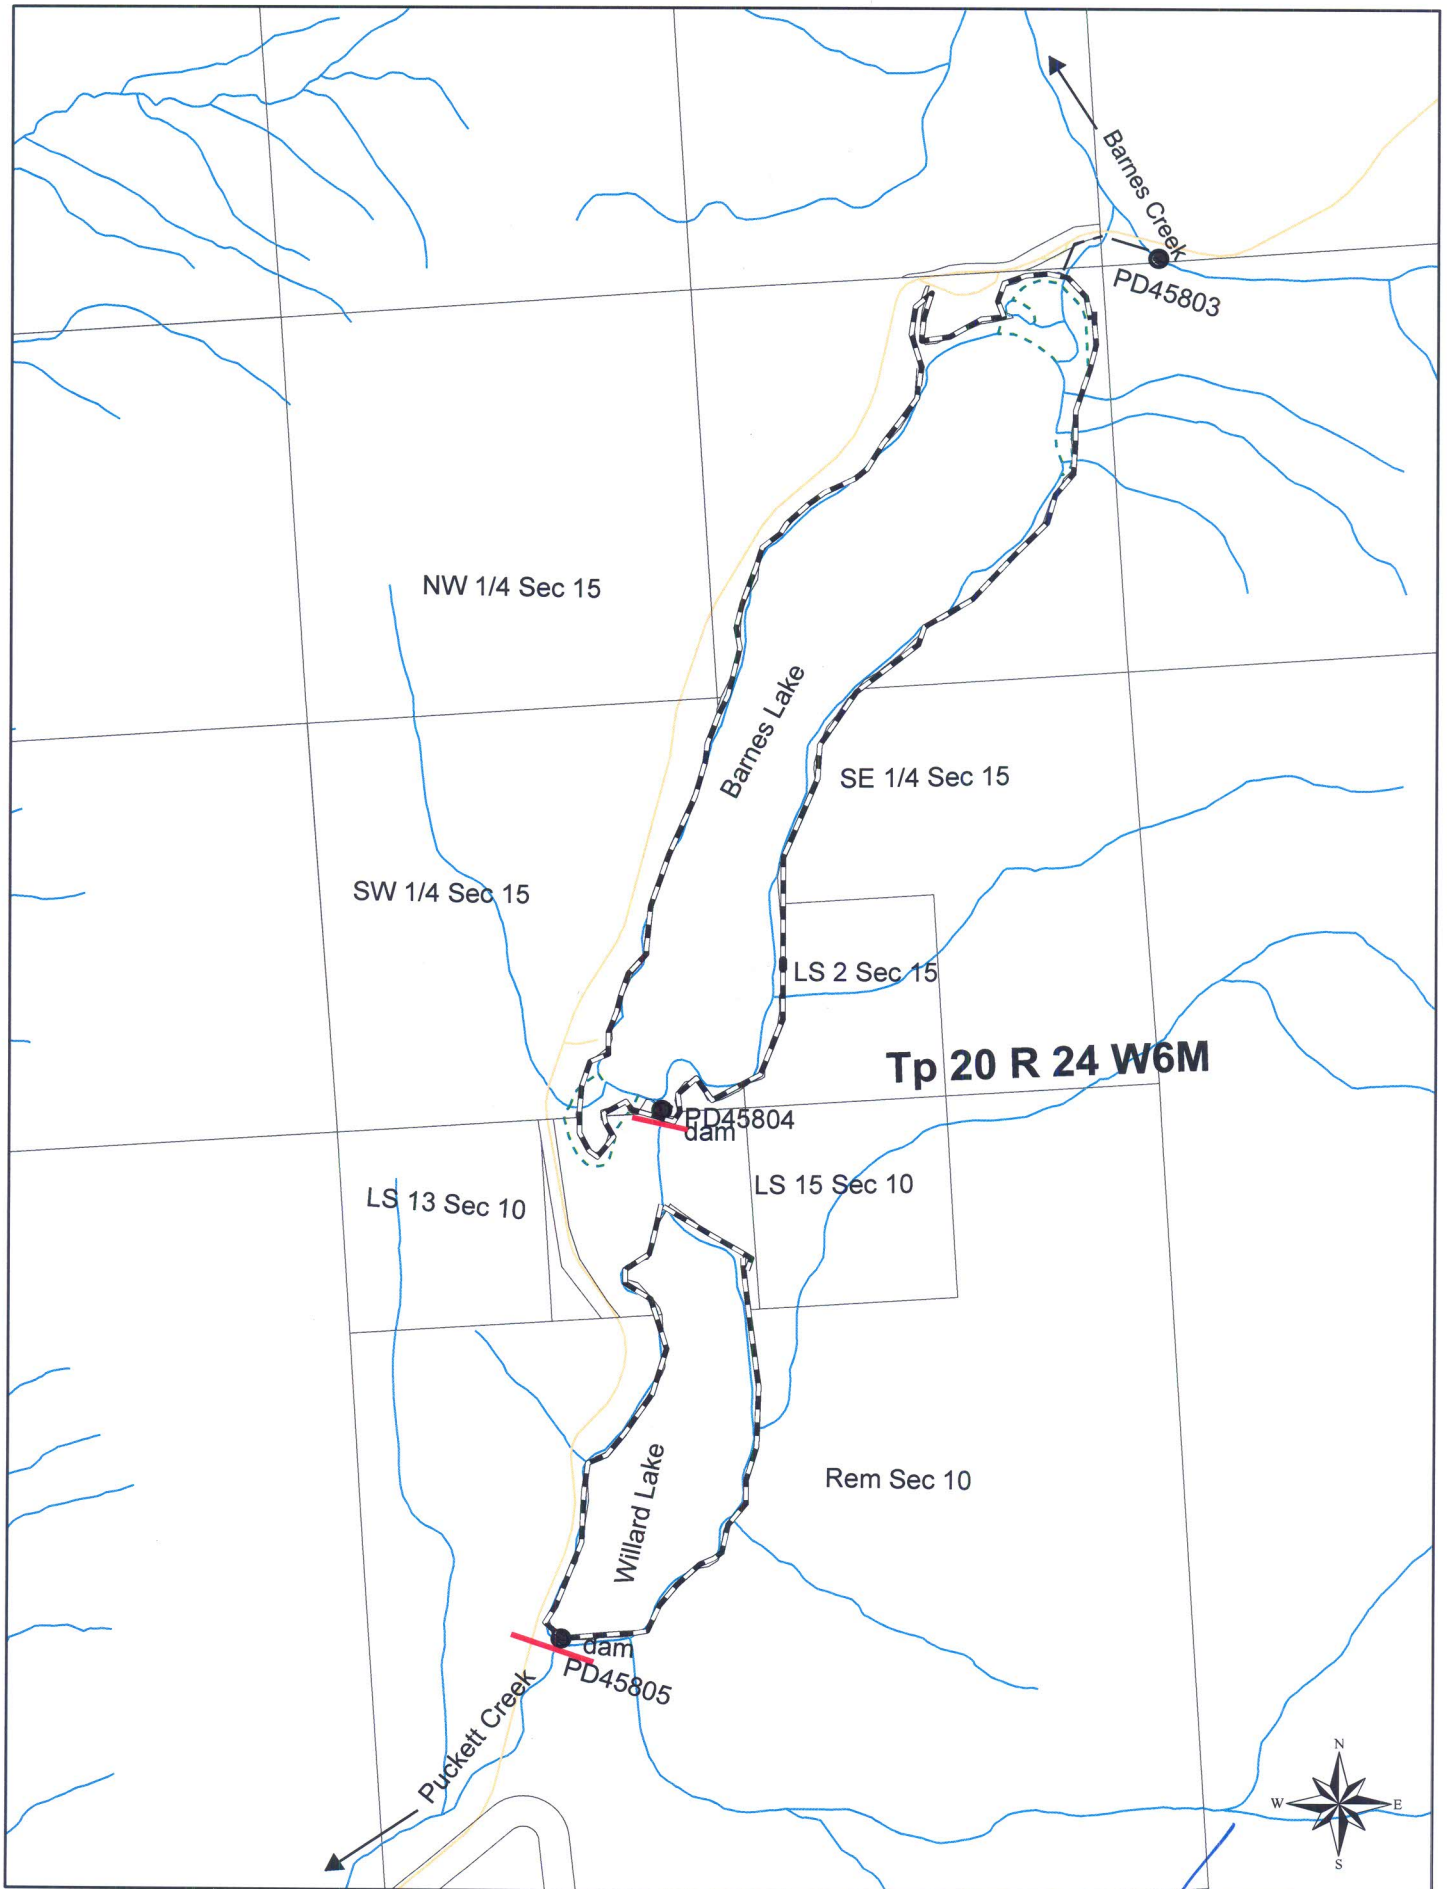 Barnes Creek
PD45803
NW 1/4 Sec 15
Barnes Lake
SE 1/4 Sec 15
SW 1/4 Sec 15
LS 2 Sec 15
Tp 20 R 24 W6M
PD45804
dam
LS 15 Sec 10
LS 13 Sec 10
Willard Lake
Rem Sec 10
dam
PD45805
Puckett Creek
N
W
E
S